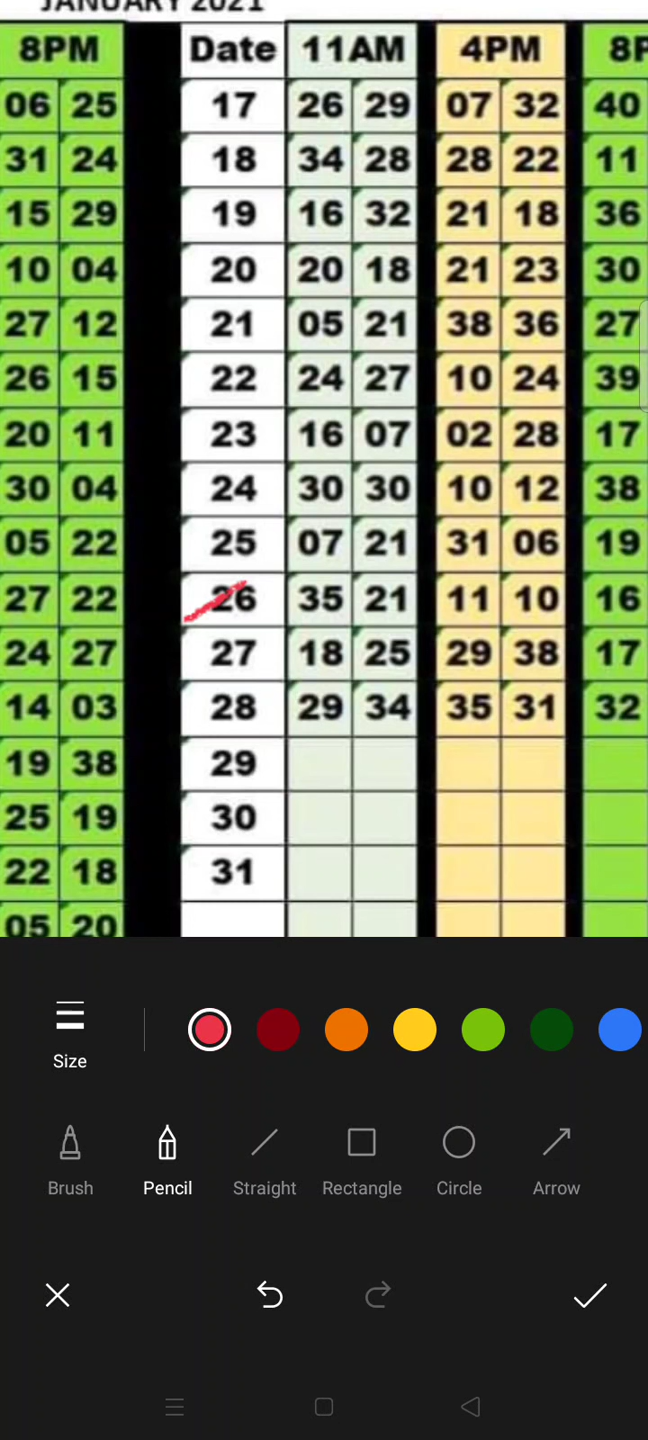 JANUARY 2021
8PM Date 11AM 4PM 8P
06 25 17 26 29 07 32 40
31 24 18 34 28 28 22 11
15 29 19 16 32 21 18 36
10 04 20 20 18 21 23 30
27 12 21 05 21 38 36 27
26 15 22 24 27 10 24 39
20 11 23 16 07 02 28 17
30 04 24 30 30 10 12 38
05 22 25 07 21 31 06 19
27 22 26 35 21 11 10 16
24 27 27 18 25 29 38 17
14 03 28 29 34 35 31 32
19 38 29
25 19 30
22 18 31
05 20
Size
Brush Pencil Straight Rectangle Circle Arrow